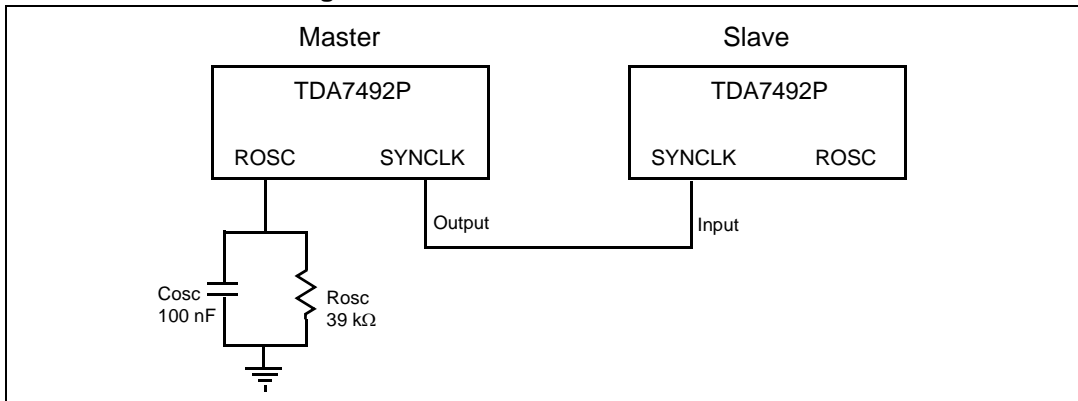 Master
Slave
TDA7492P
TDA7492P
ROSC SYNCLK
SYNCLK ROSC
Output
Input
Cosc
100 nF
Rosc
39 kΩ